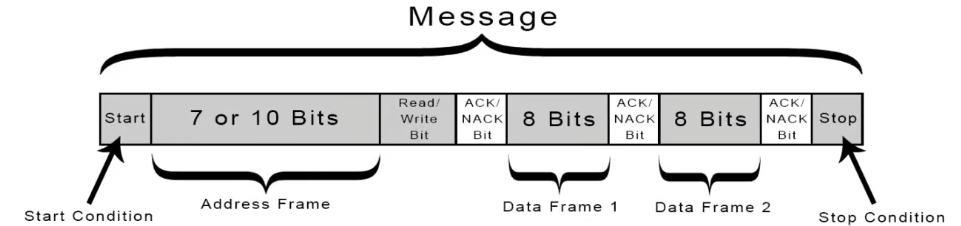 Message
Start
7 or 10 Bits
Read/
Write
Bit
ACK/
NACK
Bit
8 Bits
ACK/
NACK
Bit
8 Bits
ACK/
NACK
Bit
Stop
Start Condition
Address Frame
Data Frame 1
Data Frame 2
Stop Condition